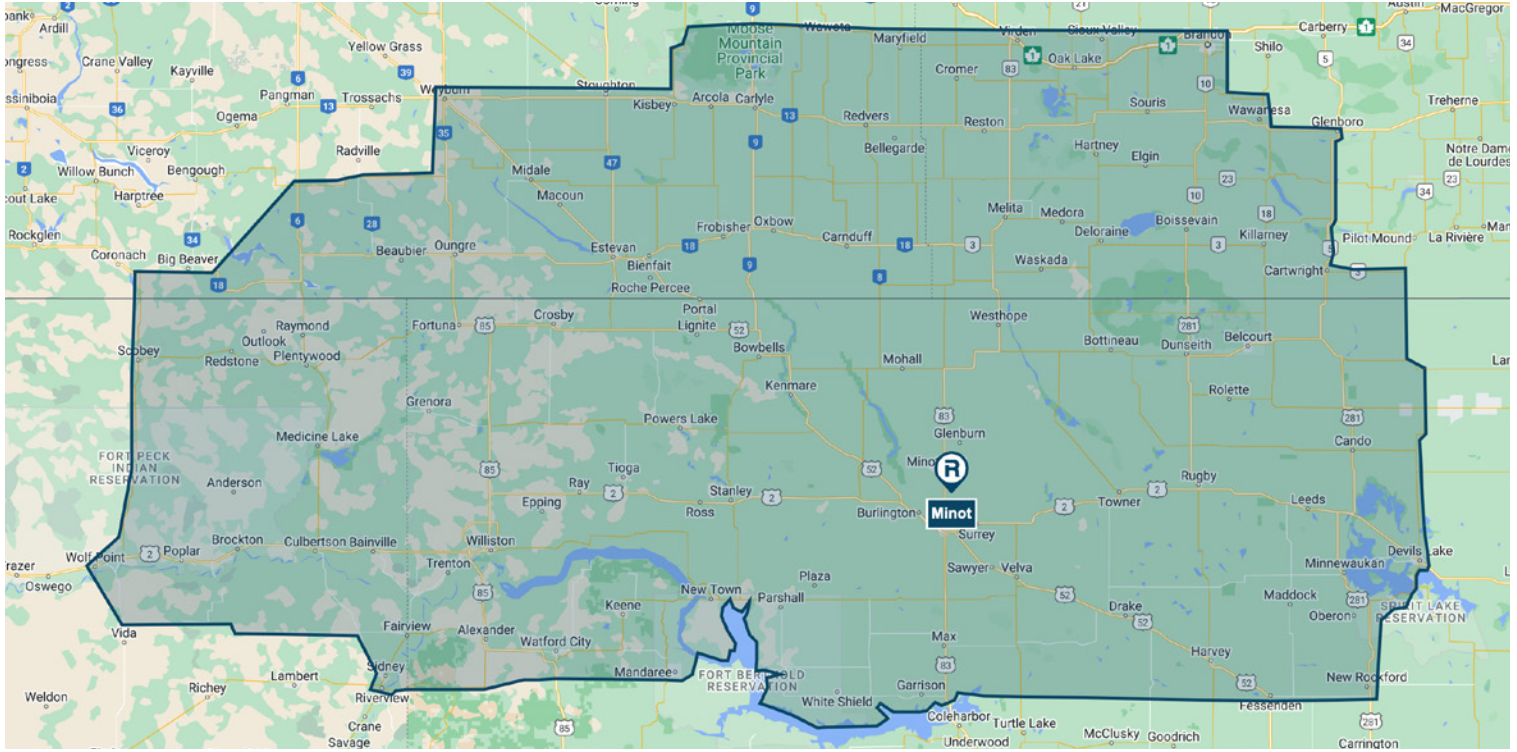 Ardill
Crane Valley
Kayville
Yellow Grass
Pangman
Trossachs
Weyburn
Stoughton
Kisbey
Arcola
Carlyle
Moose
Mountain
Provincial
Park
Wawota
Maryfield
Virden
Sioux Valley
Brandon
Shilo
Carberry
Austin
MacGregor
Cromer
Oak Lake
Souris
Wawanesa
Treherne
Glenboro
Redvers
Reston
Bellegarde
Hartney
Elgin
Notre Dame
de Lourdes
Ogema
Viceroy
Radville
Willow Bunch
Bengough
Harptree
Midale
Macoun
Rockglen
Coronach
Big Beaver
Beaubier
Oungre
Estevan
Bienfait
Roche Percee
Frobisher
Oxbow
Carnduff
Melita
Medora
Deloraine
Boissevain
Killarney
Waskada
Cartwright
Pilot Mound
La Rivière
Scobey
Raymond
Outlook
Redstone
Plentywood
Fortuna
Crosby
Portal
Lignite
Bowbells
Westhope
Mohall
Bottineau
Dunseith
Belcourt
Kenmare
Grenora
Powers Lake
Rolette
Medicine Lake
Glenburn
Cando
FORT PECK
INDIAN
RESERVATION
Anderson
Tioga
Ray
Epping
Stanley
Ross
Minot
R
Minot
Burlington
Surrey
Towner
Rugby
Leeds
Wolf Point
Poplar
Brockton
Culbertson
Bainville
Williston
Trenton
Oswego
Sawyer
Velva
Devils Lake
Minnewaukan
New Town
Plaza
Parshall
Keene
Drake
Maddock
Oberon
SPIRIT LAKE
RESERVATION
Vida
Fairview
Alexander
Watford City
Max
Harvey
Sidney
Mandaree
FORT BERTHOLD
RESERVATION
Lambert
Richey
Weldon
Riverview
White Shield
Garrison
New Rockford
Fessenden
Crane
Savage
Coleharbor
Turtle Lake
Underwood
McClusky
Goodrich
Carrington